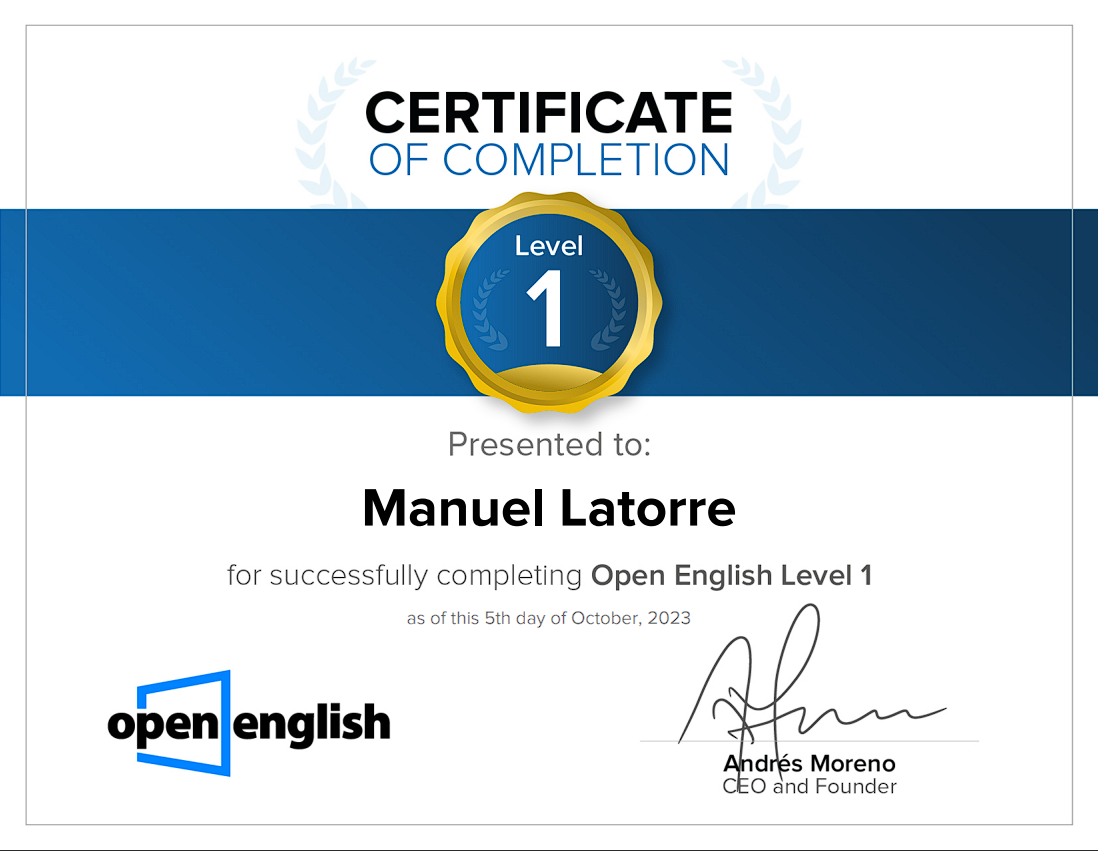 CERTIFICATE
OF COMPLETION
Level
1
Presented to:
Manuel Latorre
for successfully completing Open English Level 1
as of this 5th day of October, 2023
open english
Andrés Moreno
CEO and Founder